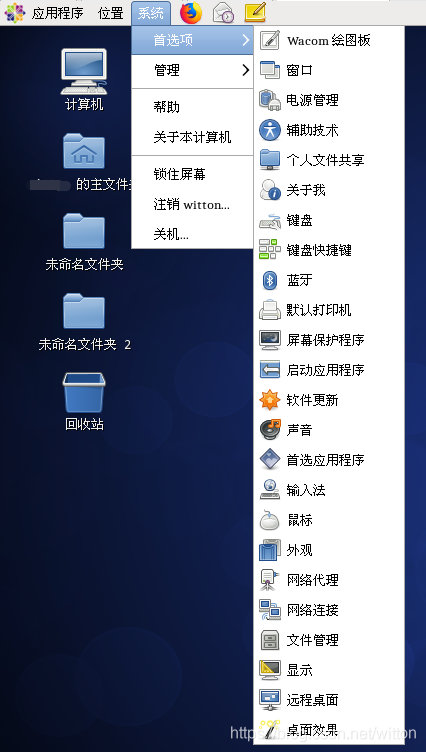 应用程序 位置 系统
首选项
管理
帮助
关于本计算机
锁住屏幕
注销 witton...
关机...
Wacom 绘图板
窗口
电源管理
辅助技术
个人文件共享
关于我
键盘
键盘快捷键
蓝牙
默认打印机
屏幕保护程序
启动应用程序
软件更新
声音
首选应用程序
输入法
鼠标
外观
网络代理
网络连接
文件管理
显示
远程桌面
桌面效果
计算机
的主文件
未命名文件夹
未命名文件夹 2
回收站